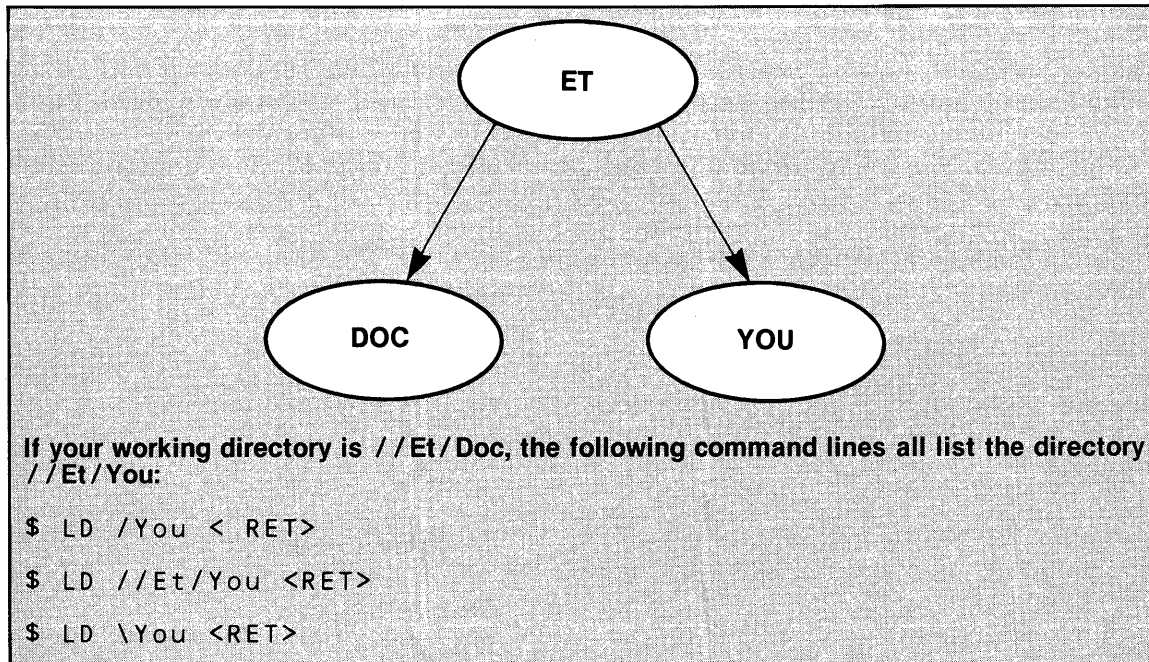 ET
DOC
YOU
If your working directory is //Et/Doc, the following command lines all list the directory
//Et/You:
$ LD /You < RET>
$ LD //Et/You <RET>
$ LD \You <RET>